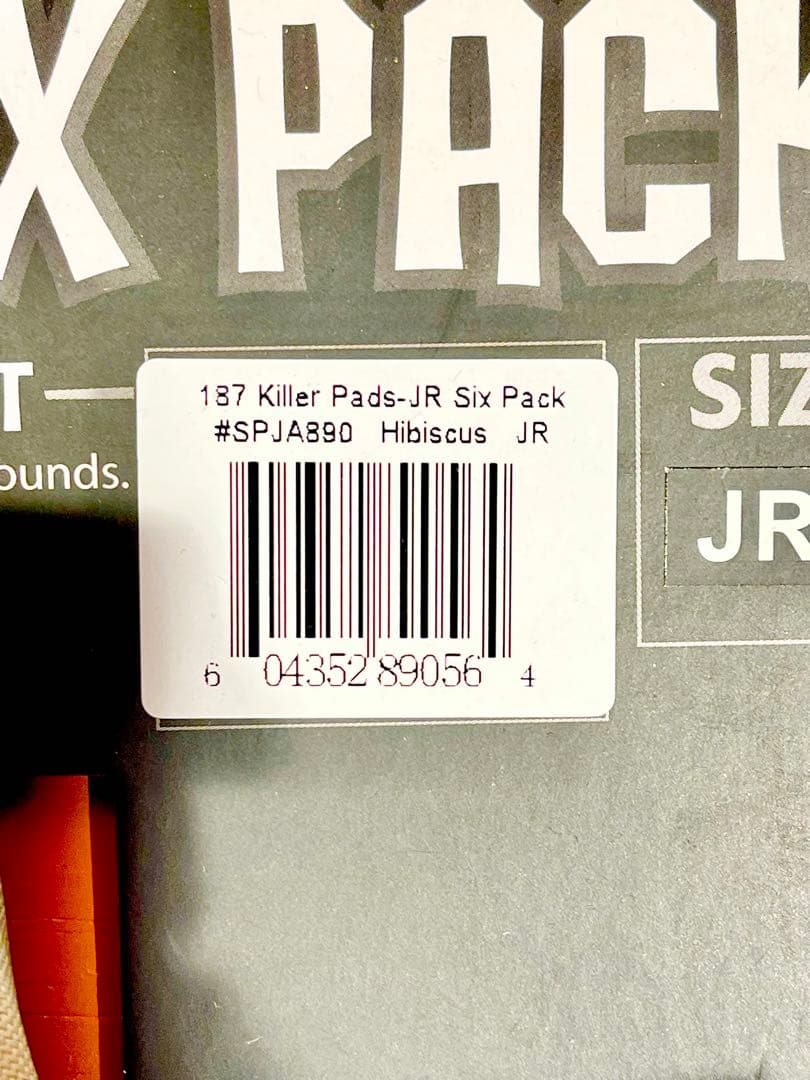 X PACK
T
ounds.
187 Killer Pads-JR Six Pack
#SPJA890 Hibiscus JR
6 04352 89056 4
SIZ
JR